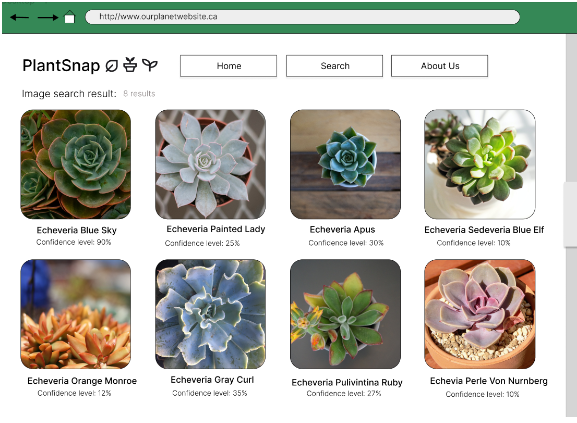 http//www.ourplanetwebsite.ca
PlantSnap
Home
Search
About Us
Image search result: 8 results
Echeveria Blue Sky
Confidence level: 90%
Echeveria Painted Lady
Confidence level: 25%
Echeveria Apus
Confidence level: 30%
Echeveria Sedeveria Blue Elf
Confidence level: 10%
Echeveria Orange Monroe
Confidence level: 12%
Echeveria Gray Curl
Confidence level: 35%
Echeveria Pulivintina Ruby
Confidence level: 27%
Echevia Perle Von Nurnberg
Confidence level: 10%